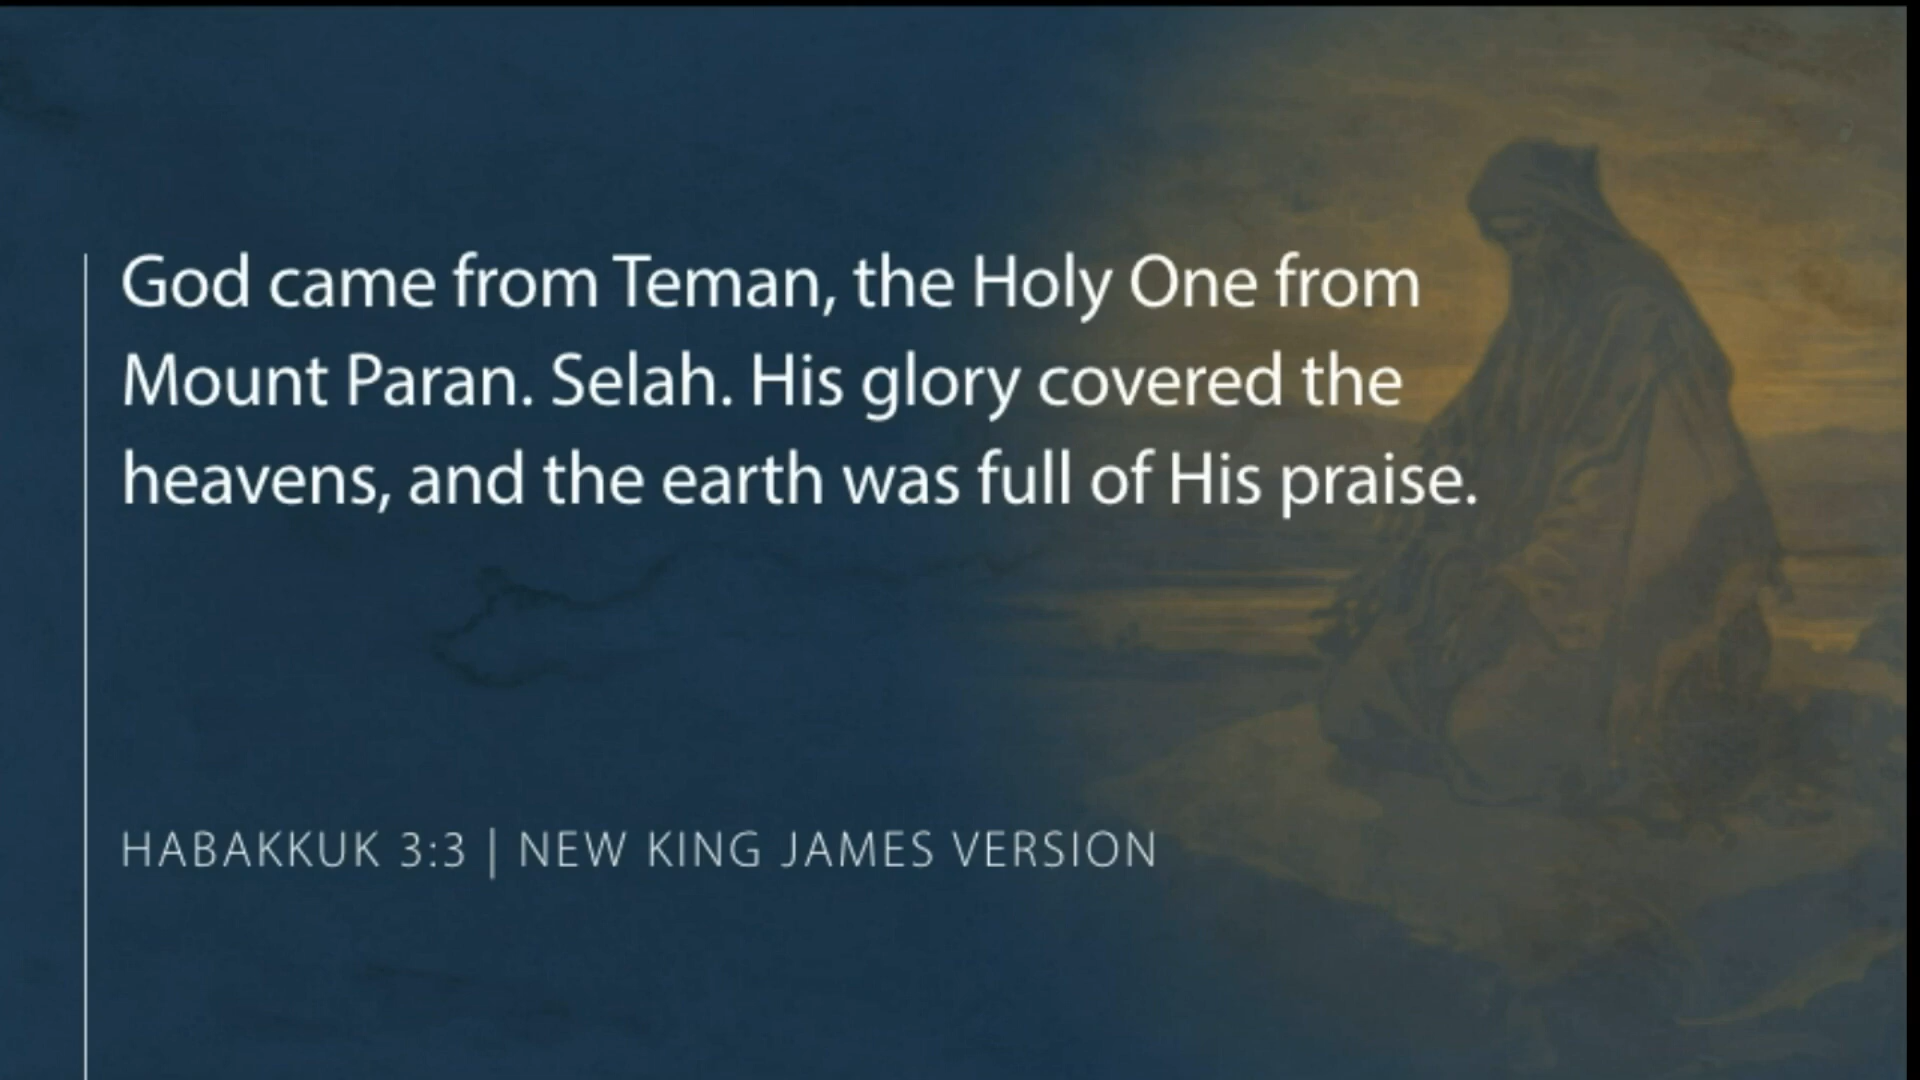 God came from Teman, the Holy One from
Mount Paran. Selah. His glory covered the
heavens, and the earth was full of His praise.
HABAKKUK 3:3 | NEW KING JAMES VERSION